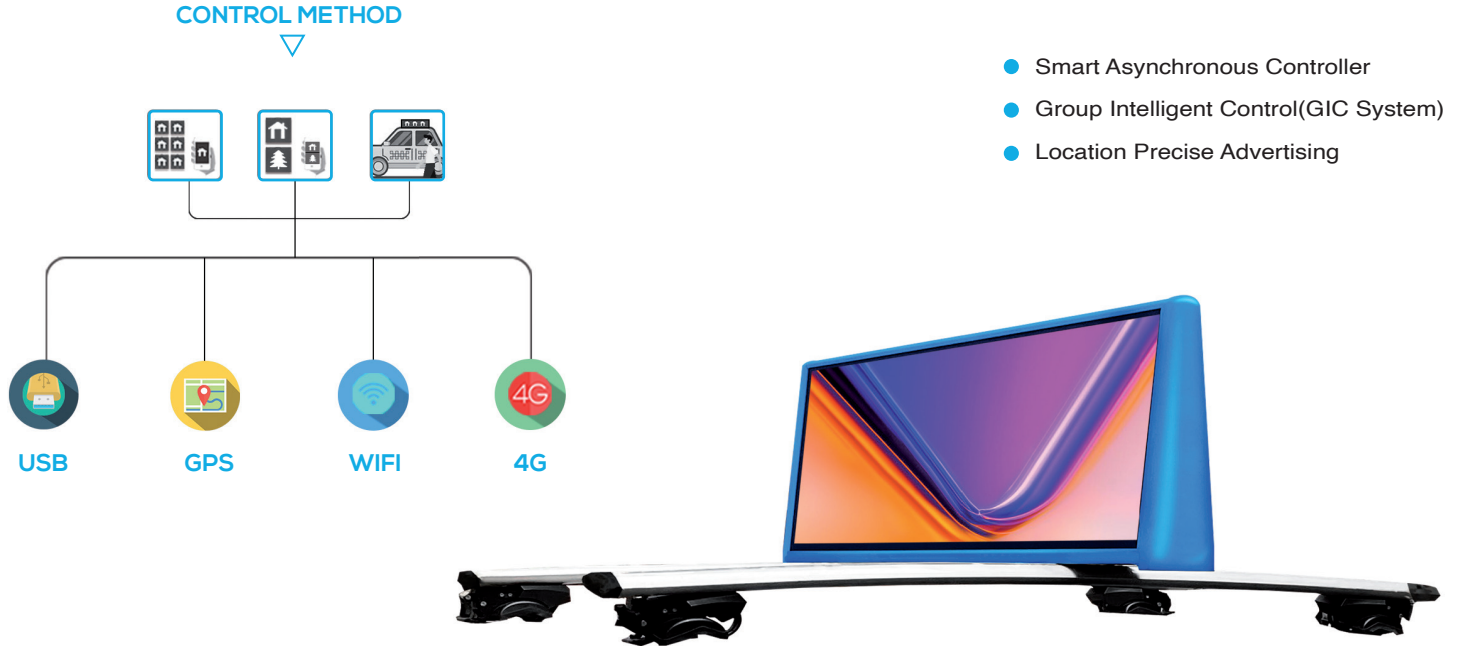 CONTROL METHOD
Smart Asynchronous Controller
Group Intelligent Control(GIC System)
Location Precise Advertising
4G
USB
GPS
WIFI
4G